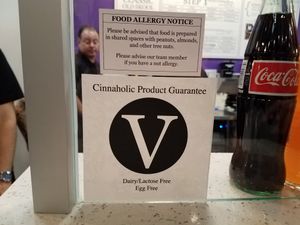 FOOD ALLERGY NOTICE
Please be advised that food is prepared
in shared spaces with peanuts, almonds,
and other tree nuts.
Please advise our team member
if you have a nut allergy.
Cinnaholic Product Guarantee
V
Dairy/Lactose Free
Egg Free
Coca-Cola